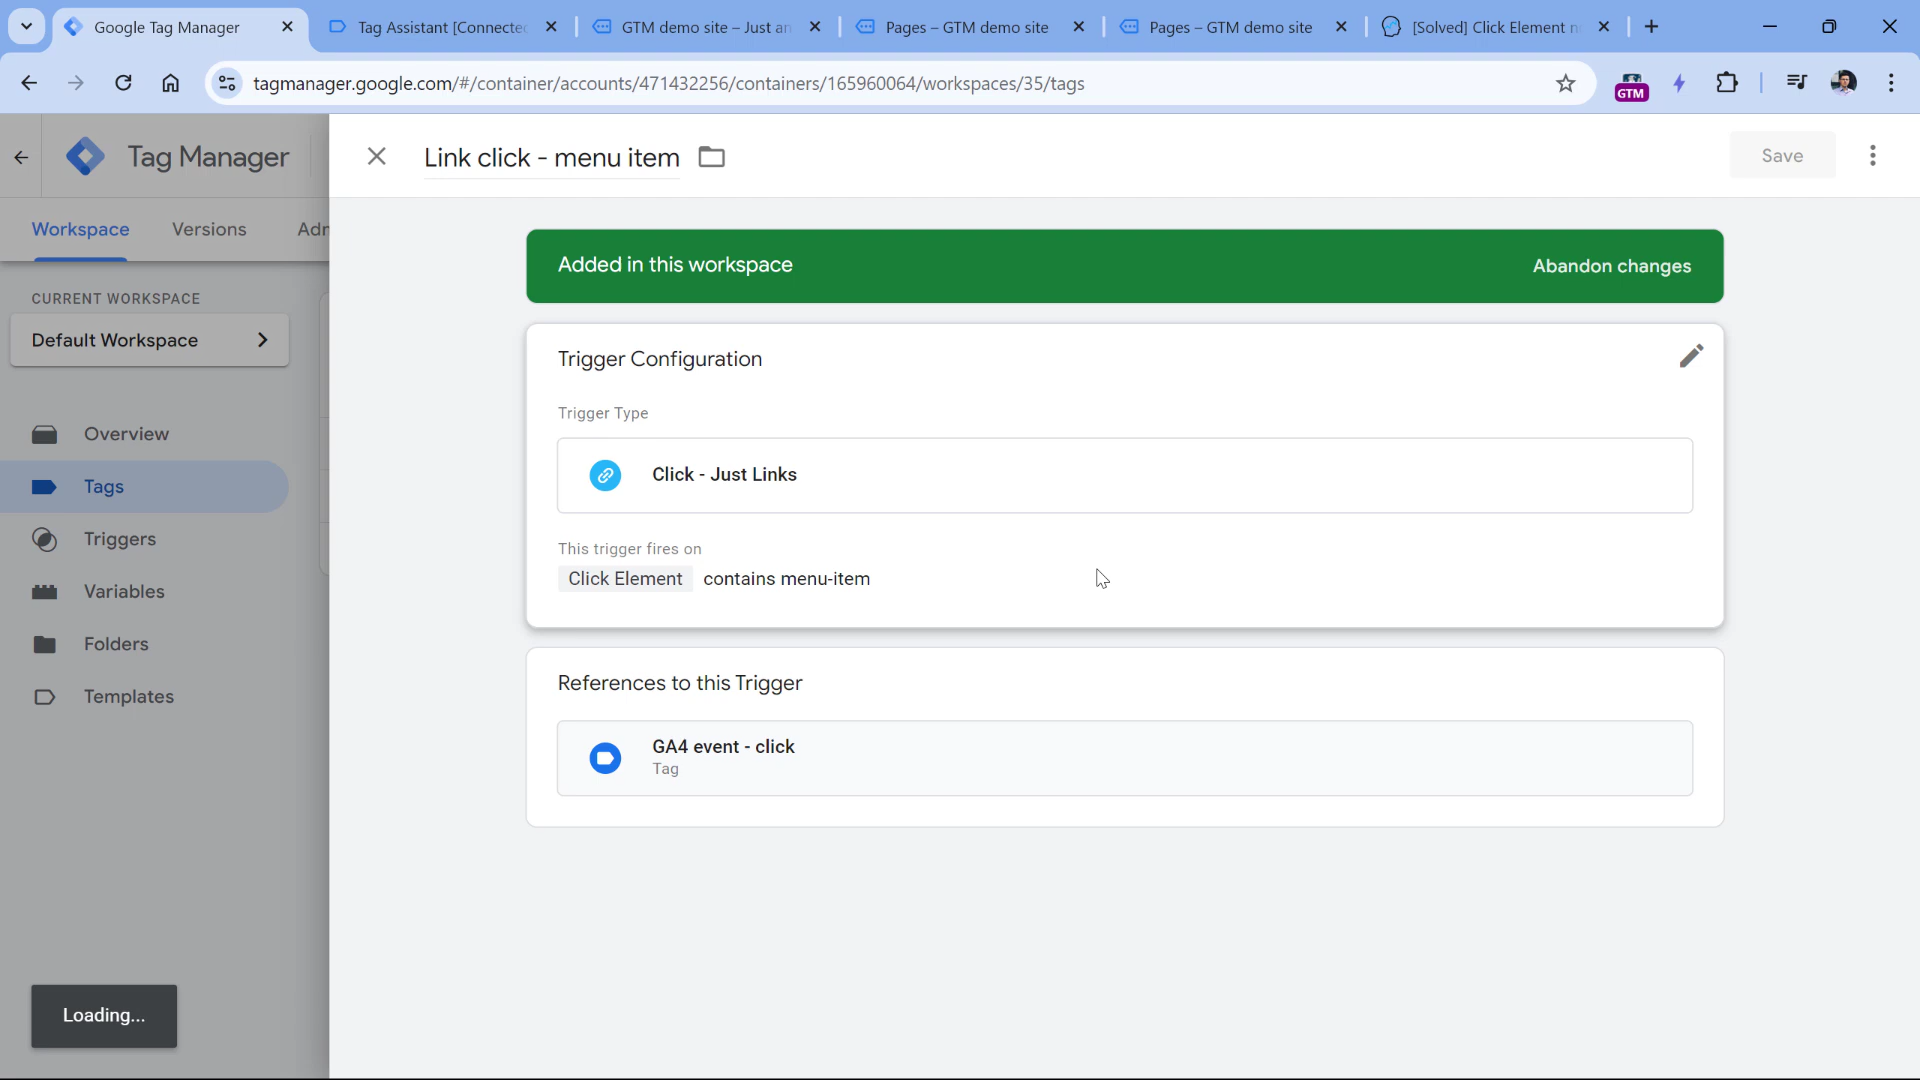 Google Tag Manager
Tag Assistant [Connecte
GTM demo site – Just an
Pages – GTM demo site
Pages – GTM demo site
[Solved] Click Element n
tagmanager.google.com/#/container/accounts/471432256/containers/165960064/workspaces/35/tags
GTM
Tag Manager
Link click - menu item
Save
Workspace
Versions
Adm
Added in this workspace
Abandon changes
CURRENT WORKSPACE
Default Workspace
Trigger Configuration
Trigger Type
Click - Just Links
Overview
Tags
Triggers
Variables
Folders
Templates
This trigger fires on
Click Element contains menu-item
References to this Trigger
GA4 event - click
Tag
Loading...